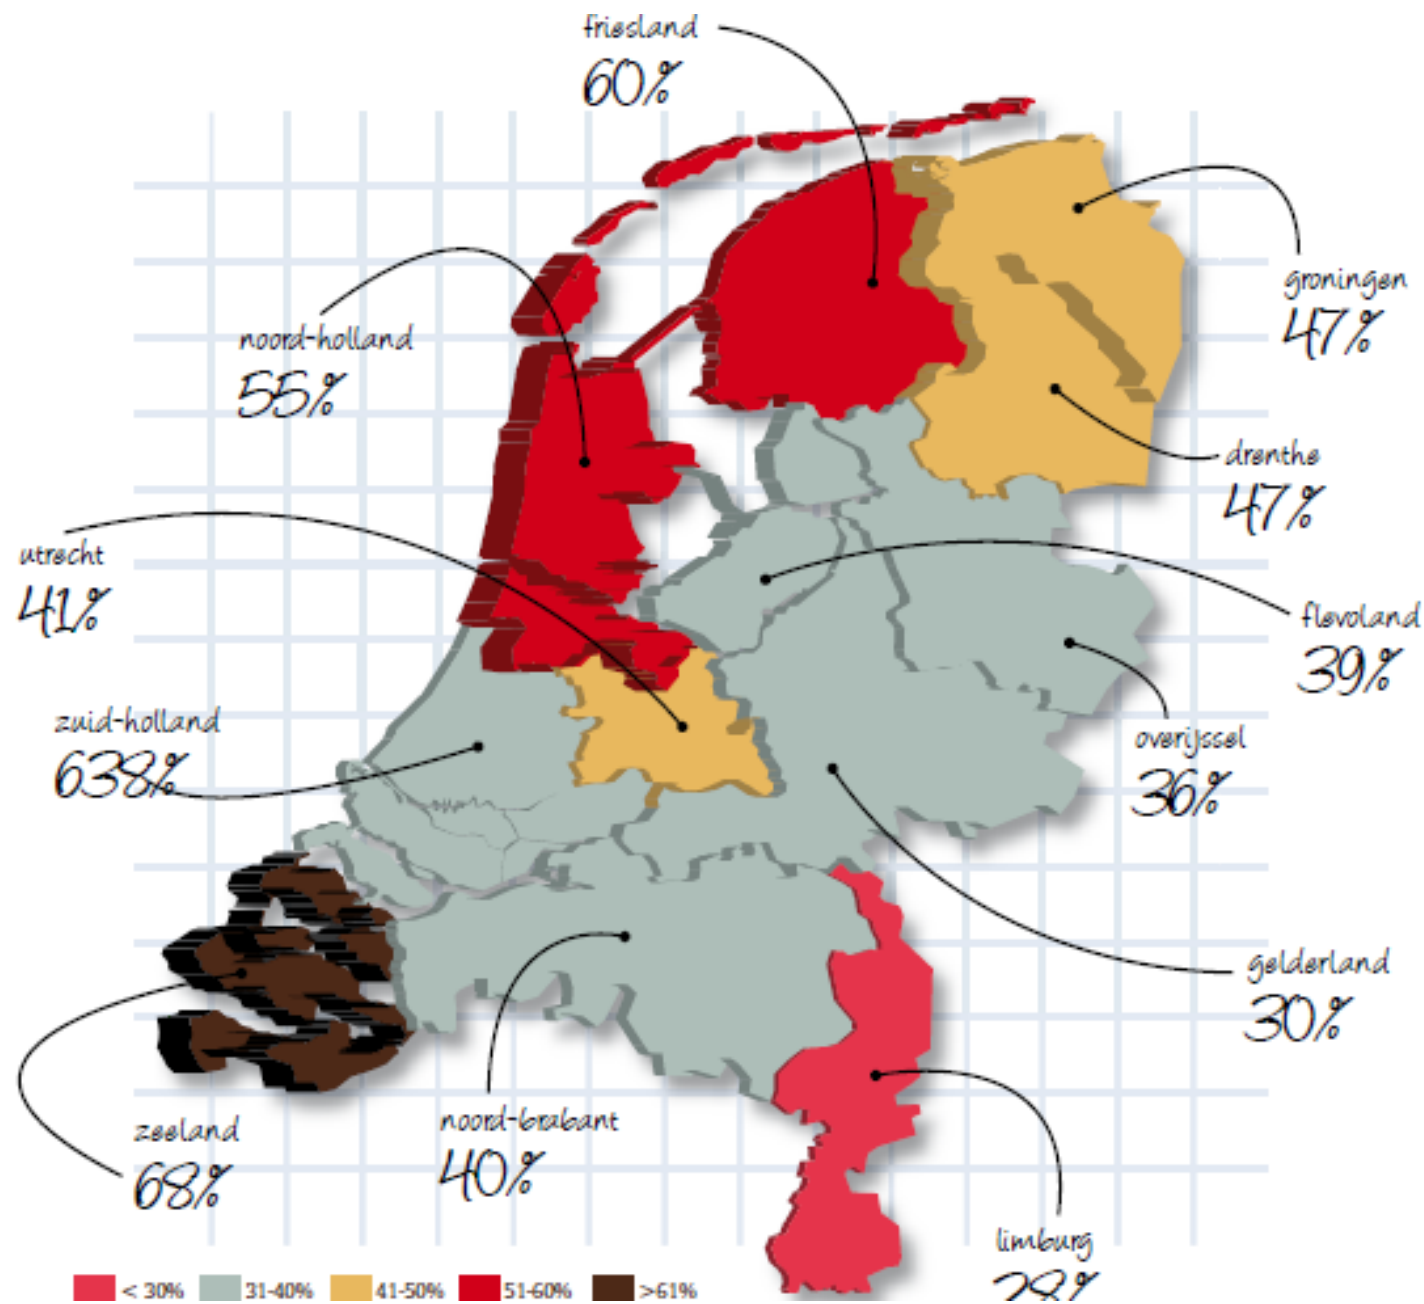 friesland
60%
groningen
47%
noord-holland
55%
drenthe
47%
utrecht
41%
flevoland
39%
zuid-holland
638%
overijssel
36%
gelderland
30%
zeeland
68%
noord-brabant
40%
limburg
28%
< 30% 31-40% 41-50% 51-60% >61%